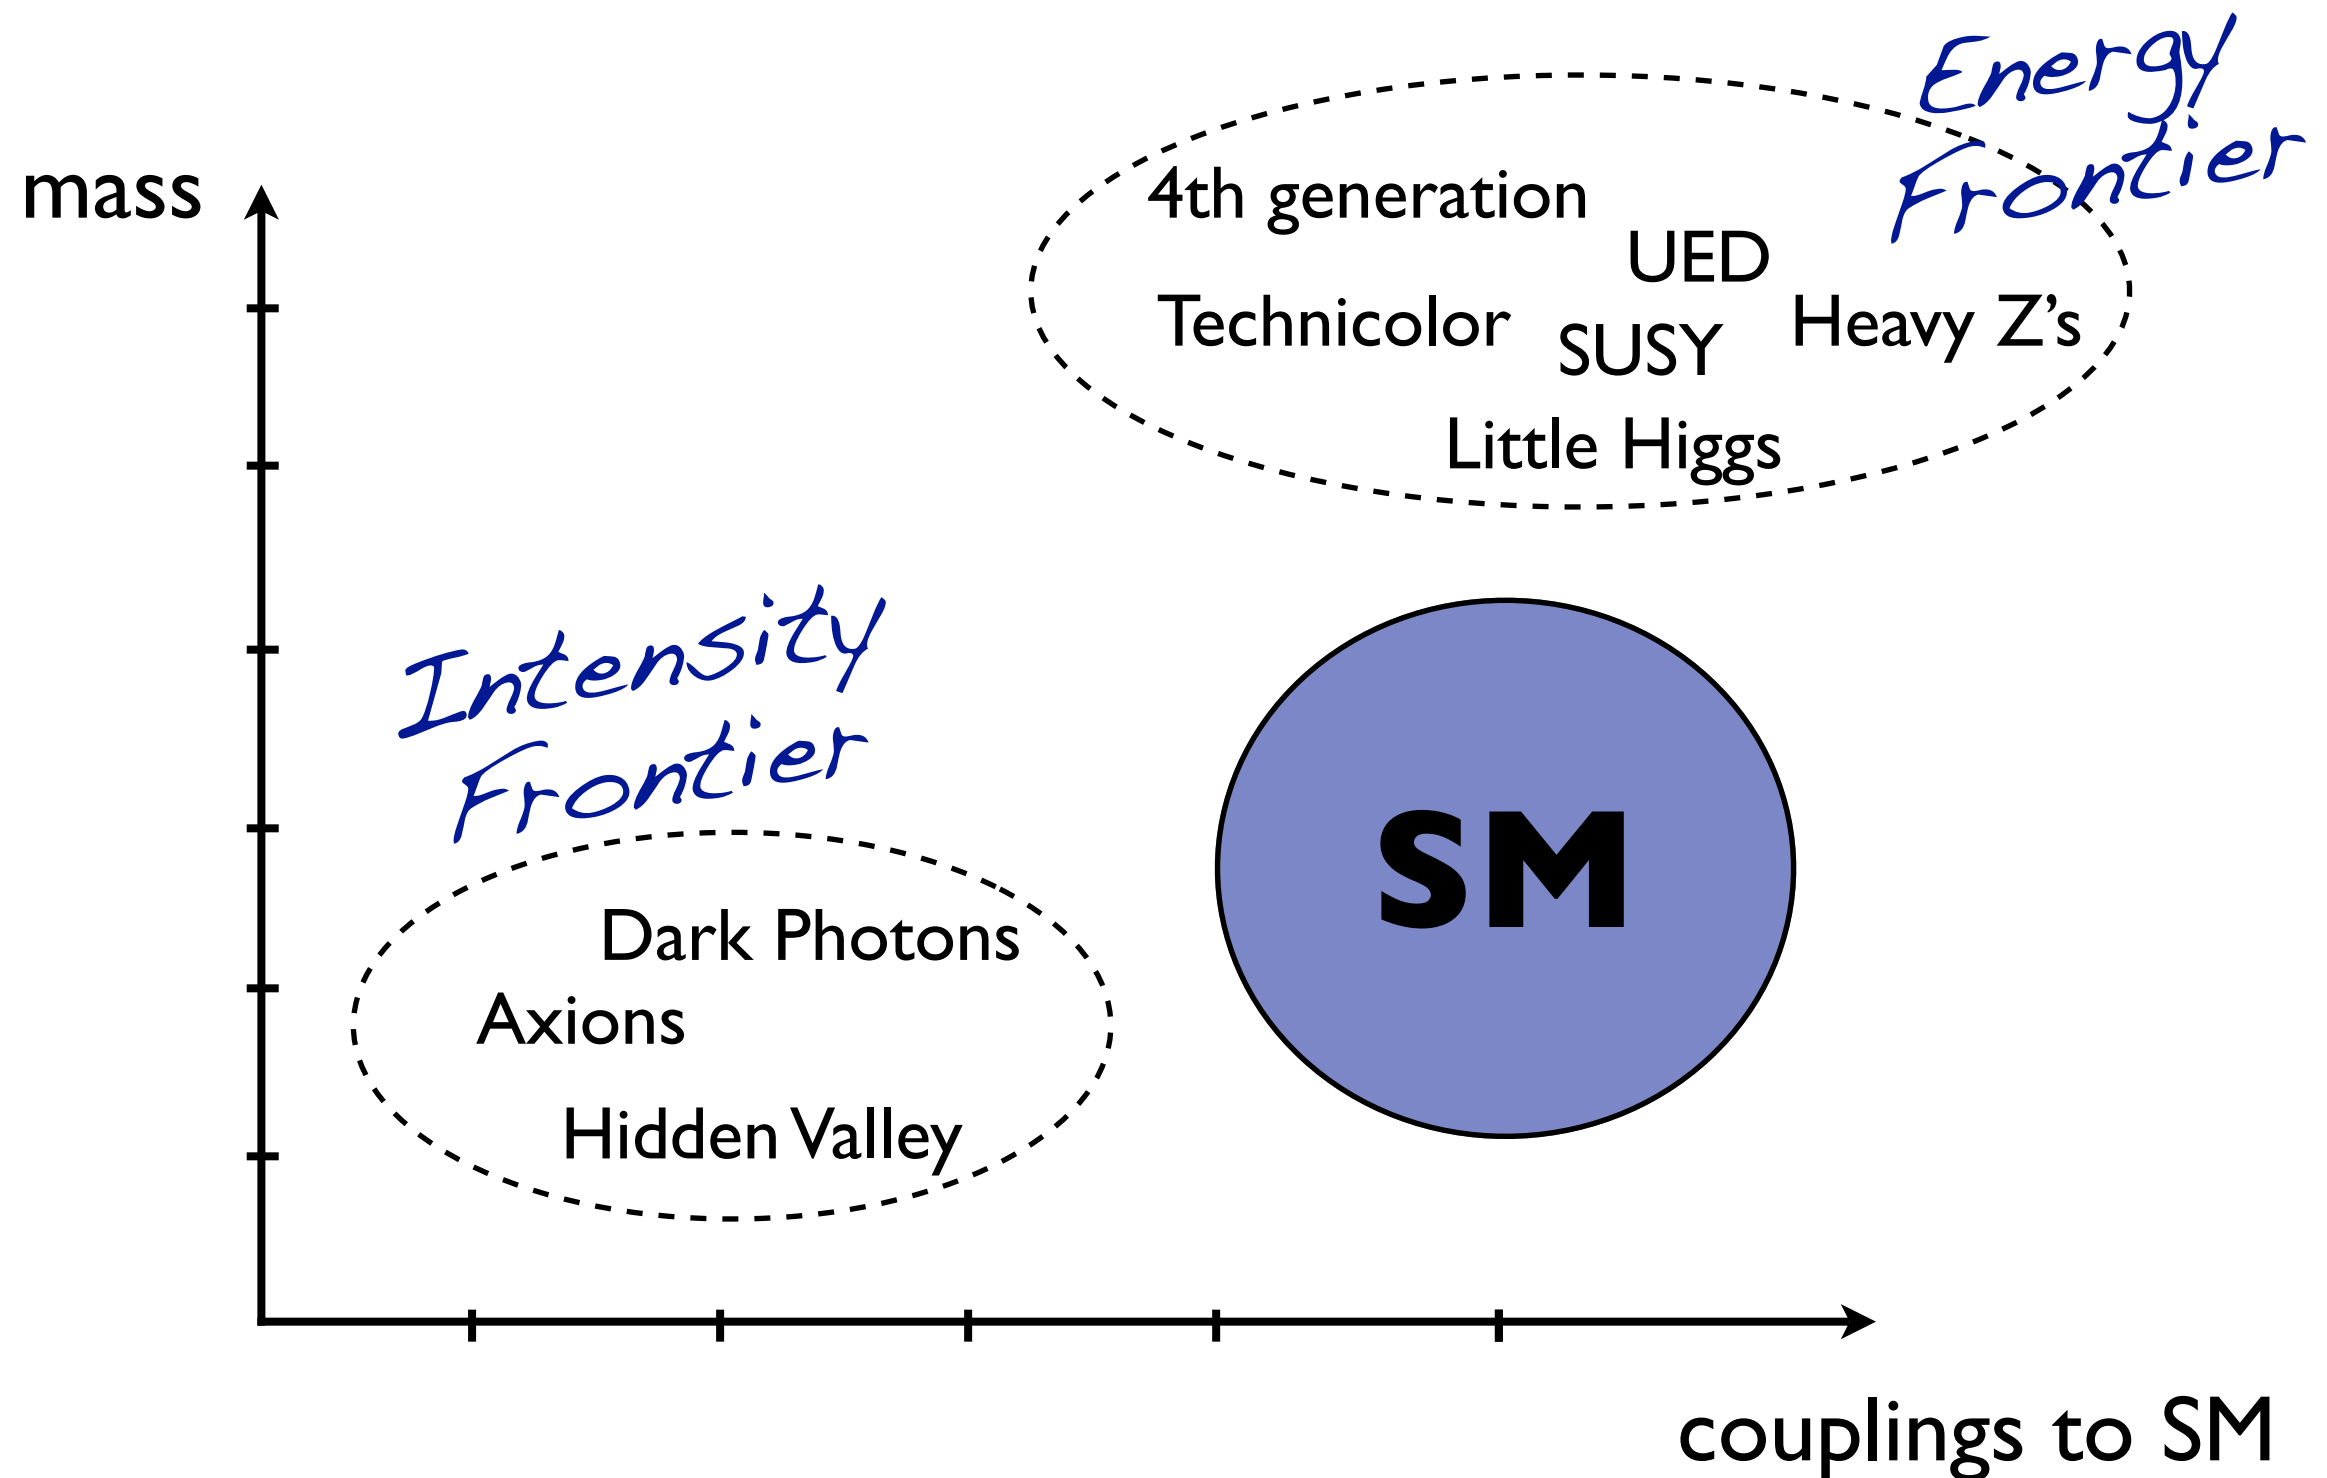 Energy
Frontier
mass
4th generation
UED
Technicolor
SUSY
Heavy Z’s
Little Higgs
Intensity
Frontier
SM
Dark Photons
Axions
Hidden Valley
couplings to SM